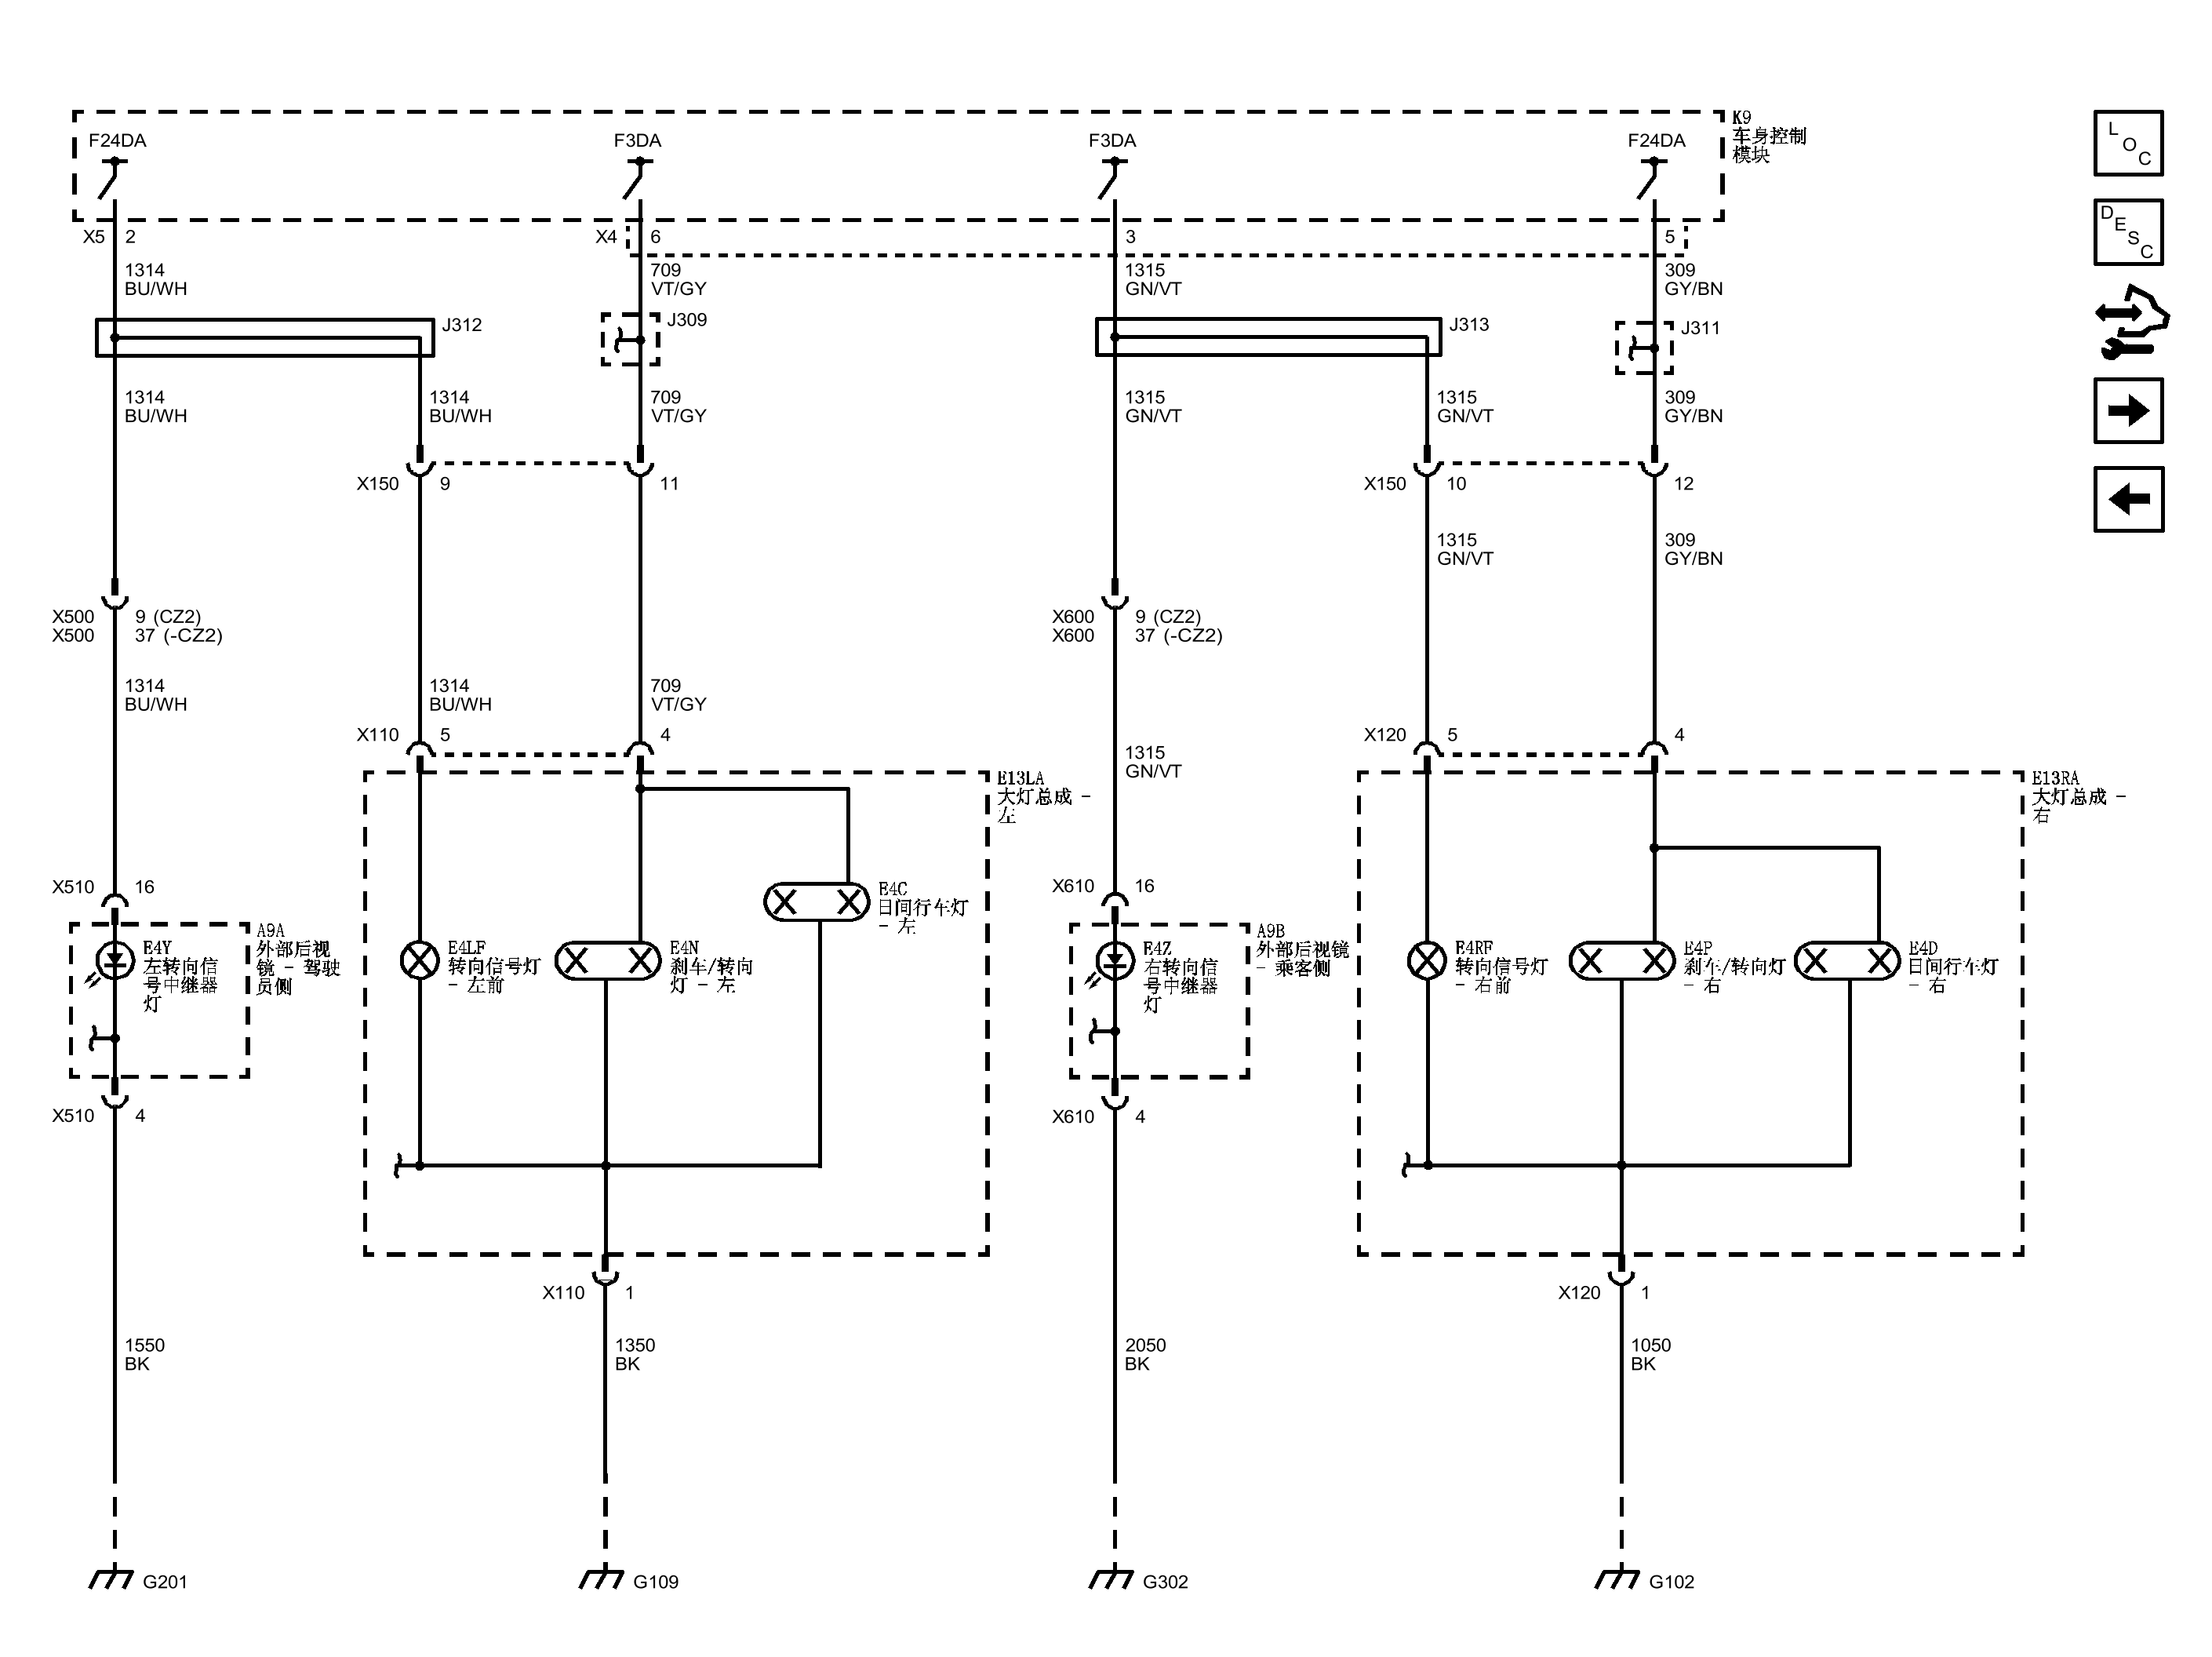 F24DA
F3DA
F3DA
F24DA
K9
车身控制
模块
L
O
C
D
E
S
C
X5 2
X4 6
3
5
1314
BU/WH
709
VT/GY
1315
GN/VT
309
GY/BN
J312
J309
J313
J311
1314
BU/WH
1314
BU/WH
709
VT/GY
1315
GN/VT
1315
GN/VT
309
GY/BN
X150 9
11
X150 10
12
1315
GN/VT
309
GY/BN
X500 9 (CZ2)
X500 37 (-CZ2)
X600 9 (CZ2)
X600 37 (-CZ2)
1314
BU/WH
1314
BU/WH
709
VT/GY
X110 5
4
X120 5
4
1315
GN/VT
E13LA
大灯总成 -
左
E13RA
大灯总成 -
右
X510 16
X610 16
E4C
日间行车灯
- 左
A9A
外部后视
镜 - 驾驶
员侧
E4Y
左转向信
号中继器
灯
E4LF
转向信号灯
- 左前
E4N
刹车/转向
灯 - 左
A9B
外部后视镜
- 乘客侧
E4Z
右转向信
号中继器
灯
E4RF
转向信号灯
- 右前
E4P
刹车/转向灯
- 右
E4D
日间行车灯
- 右
X510 4
X610 4
X110 1
X120 1
1550
BK
1350
BK
2050
BK
1050
BK
G201
G109
G302
G102